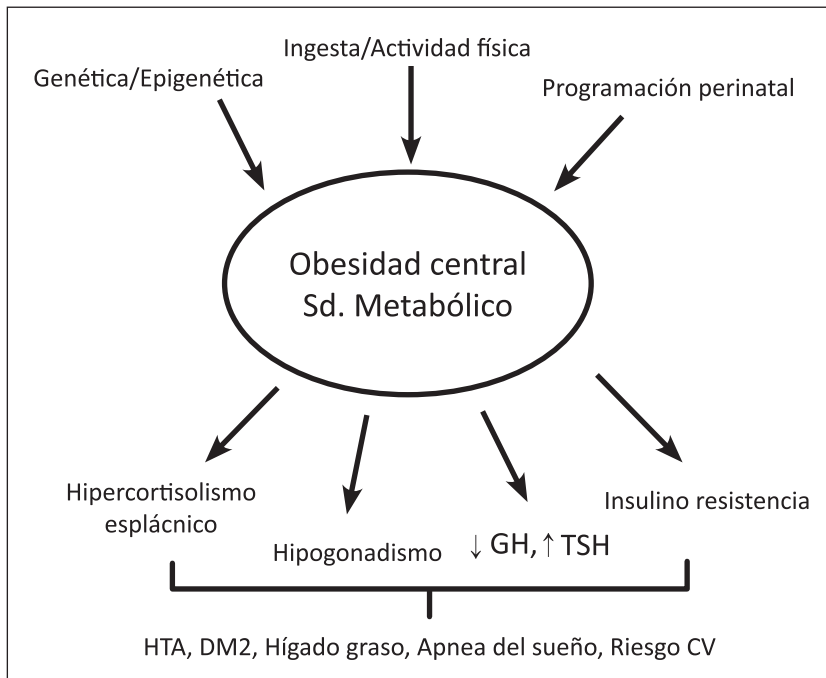 Ingesta/Actividad física
Genética/Epigenética
Programación perinatal
Obesidad central
Sd. Metabólico
Hipercortisolismo
esplácnico
Hipogonadismo
↓ GH, ↑ TSH
Insulino resistencia
HTA, DM2, Hígado graso, Apnea del sueño, Riesgo CV